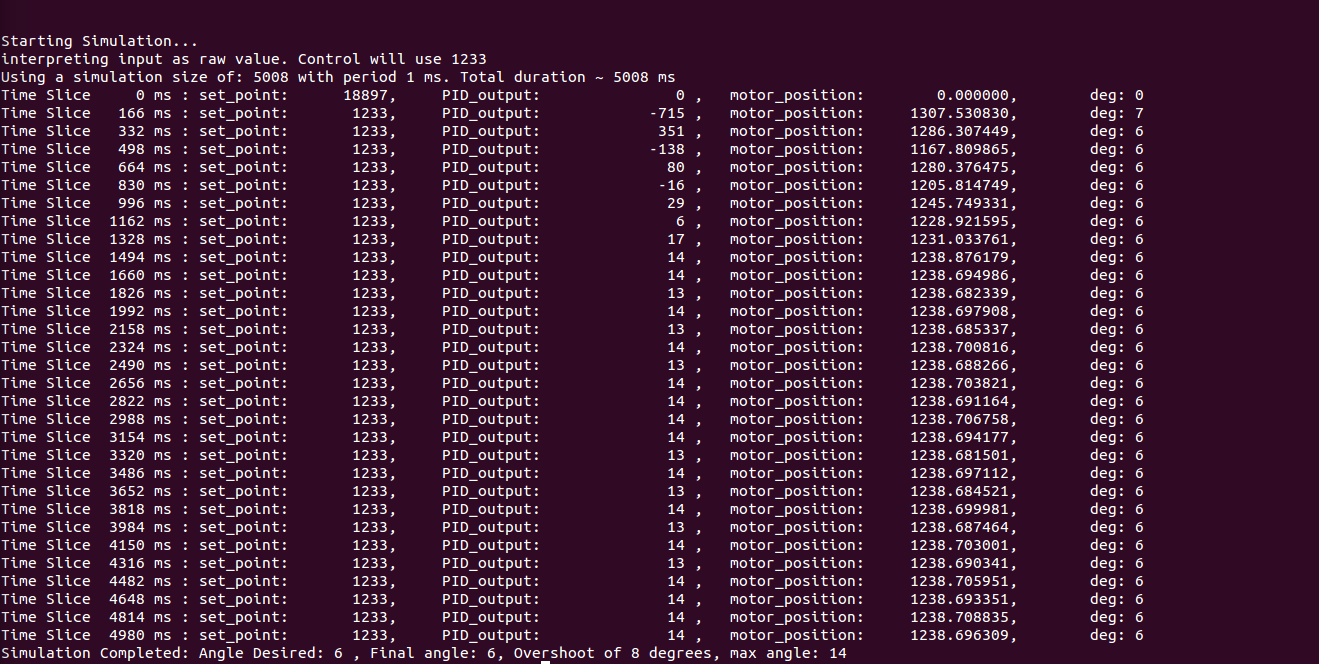 Starting Simulation...
interpreting input as raw value. Control will use 1233
Using a simulation size of: 5008 with period 1 ms. Total duration ~ 5008 ms
Time Slice     0 ms : set_point:      18897,     PID_output:               0 ,   motor_position:        0.000000,        deg: 0
Time Slice   166 ms : set_point:       1233,     PID_output:            -715 ,   motor_position:     1307.530830,        deg: 7
Time Slice   332 ms : set_point:       1233,     PID_output:             351 ,   motor_position:     1286.307449,        deg: 6
Time Slice   498 ms : set_point:       1233,     PID_output:            -138 ,   motor_position:     1167.809865,        deg: 6
Time Slice   664 ms : set_point:       1233,     PID_output:              80 ,   motor_position:     1280.376475,        deg: 6
Time Slice   830 ms : set_point:       1233,     PID_output:             -16 ,   motor_position:     1205.814749,        deg: 6
Time Slice   996 ms : set_point:       1233,     PID_output:              29 ,   motor_position:     1245.749331,        deg: 6
Time Slice  1162 ms : set_point:       1233,     PID_output:               6 ,   motor_position:     1228.921595,        deg: 6
Time Slice  1328 ms : set_point:       1233,     PID_output:              17 ,   motor_position:     1231.033761,        deg: 6
Time Slice  1494 ms : set_point:       1233,     PID_output:              14 ,   motor_position:     1238.876179,        deg: 6
Time Slice  1660 ms : set_point:       1233,     PID_output:              14 ,   motor_position:     1238.694986,        deg: 6
Time Slice  1826 ms : set_point:       1233,     PID_output:              13 ,   motor_position:     1238.682339,        deg: 6
Time Slice  1992 ms : set_point:       1233,     PID_output:              14 ,   motor_position:     1238.697908,        deg: 6
Time Slice  2158 ms : set_point:       1233,     PID_output:              13 ,   motor_position:     1238.685337,        deg: 6
Time Slice  2324 ms : set_point:       1233,     PID_output:              14 ,   motor_position:     1238.700816,        deg: 6
Time Slice  2490 ms : set_point:       1233,     PID_output:              13 ,   motor_position:     1238.688266,        deg: 6
Time Slice  2656 ms : set_point:       1233,     PID_output:              14 ,   motor_position:     1238.703821,        deg: 6
Time Slice  2822 ms : set_point:       1233,     PID_output:              14 ,   motor_position:     1238.691164,        deg: 6
Time Slice  2988 ms : set_point:       1233,     PID_output:              14 ,   motor_position:     1238.706758,        deg: 6
Time Slice  3154 ms : set_point:       1233,     PID_output:              14 ,   motor_position:     1238.694177,        deg: 6
Time Slice  3320 ms : set_point:       1233,     PID_output:              13 ,   motor_position:     1238.681501,        deg: 6
Time Slice  3486 ms : set_point:       1233,     PID_output:              14 ,   motor_position:     1238.697112,        deg: 6
Time Slice  3652 ms : set_point:       1233,     PID_output:              13 ,   motor_position:     1238.684521,        deg: 6
Time Slice  3818 ms : set_point:       1233,     PID_output:              14 ,   motor_position:     1238.699981,        deg: 6
Time Slice  3984 ms : set_point:       1233,     PID_output:              13 ,   motor_position:     1238.687464,        deg: 6
Time Slice  4150 ms : set_point:       1233,     PID_output:              14 ,   motor_position:     1238.703001,        deg: 6
Time Slice  4316 ms : set_point:       1233,     PID_output:              13 ,   motor_position:     1238.690341,        deg: 6
Time Slice  4482 ms : set_point:       1233,     PID_output:              14 ,   motor_position:     1238.705951,        deg: 6
Time Slice  4648 ms : set_point:       1233,     PID_output:              14 ,   motor_position:     1238.693351,        deg: 6
Time Slice  4814 ms : set_point:       1233,     PID_output:              14 ,   motor_position:     1238.708835,        deg: 6
Time Slice  4980 ms : set_point:       1233,     PID_output:              14 ,   motor_position:     1238.696309,        deg: 6
Simulation Completed: Angle Desired: 6 , Final angle: 6, Overshoot of 8 degrees, max angle: 14